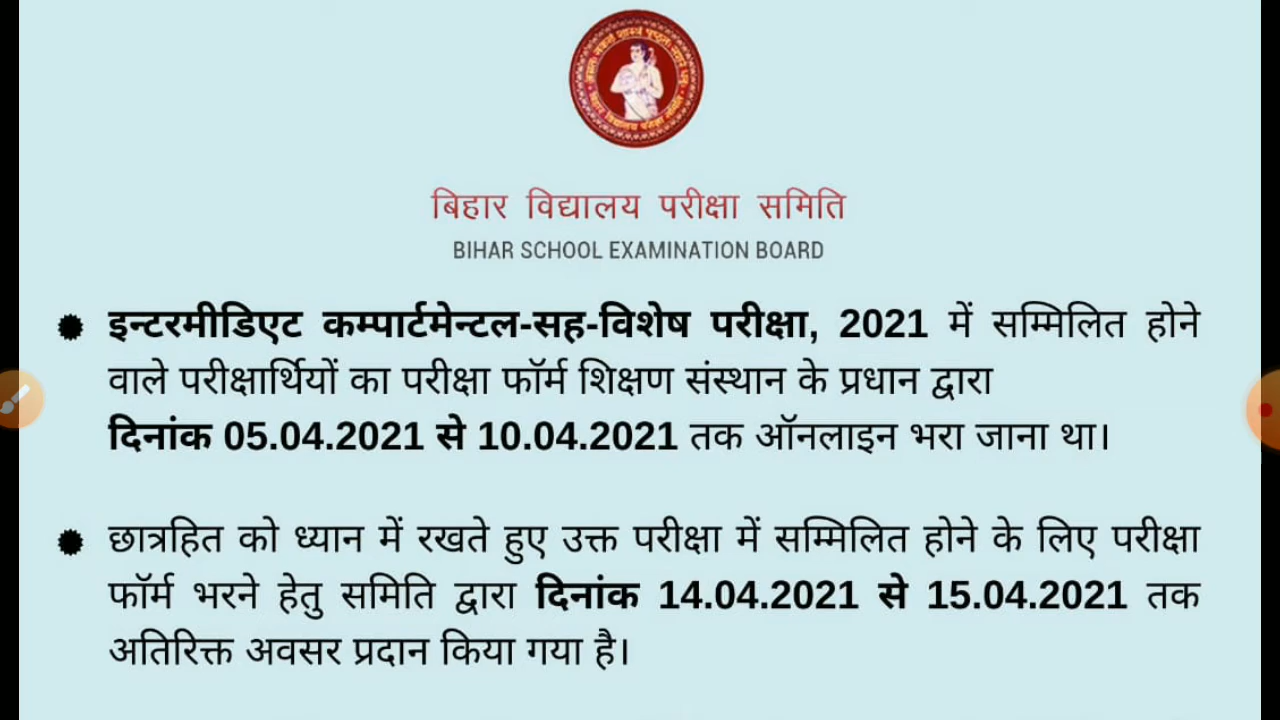 बिहार विद्यालय परीक्षा समिति
BIHAR SCHOOL EXAMINATION BOARD
इन्टरमीडिएट कम्पार्टमेन्टल-सह-विशेष परीक्षा, 2021 में सम्मिलित होने
वाले परीक्षार्थियों का परीक्षा फॉर्म शिक्षण संस्थान के प्रधान द्वारा
दिनांक 05.04.2021 से 10.04.2021 तक ऑनलाइन भरा जाना था।
छात्रहित को ध्यान में रखते हुए उक्त परीक्षा में सम्मिलित होने के लिए परीक्षा
फॉर्म भरने हेतु समिति द्वारा दिनांक 14.04.2021 से 15.04.2021 तक
अतिरिक्त अवसर प्रदान किया गया है।